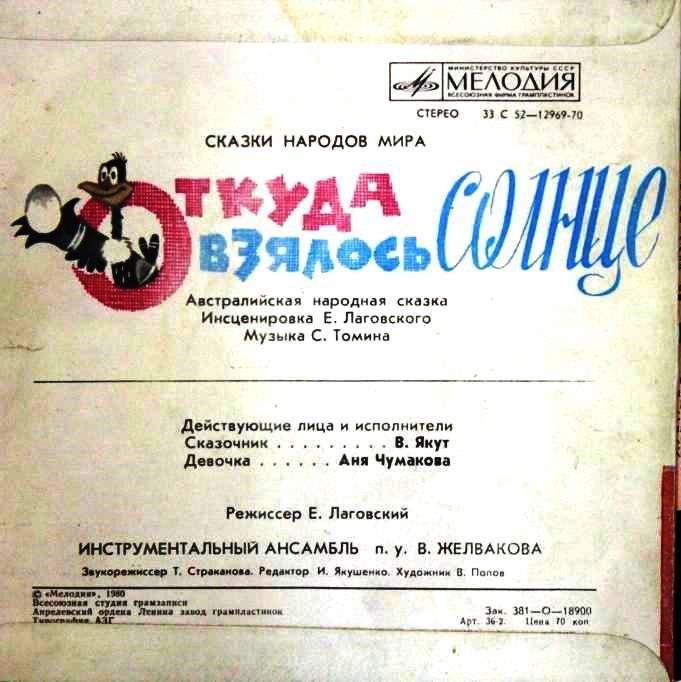 МИНИСТЕРСТВО КУЛЬТУРЫ СССР
МЕЛОДИЯ
ВСЕСОЮЗНАЯ ФИРМА ГРАМПЛАСТИНОК
СТЕРЕО 33 С 52—12969-70
СКАЗКИ НАРОДОВ МИРА
ОТКУДА
ВЗЯЛОСЬ СОЛНЦЕ
Австралийская народная сказка
Инсценировка Е. Лаговского
Музыка С. Томина
Действующие лица и исполнители
Сказочник . . . . . . . . . В. Якут
Девочка . . . . . . Аня Чумакова
Режиссер Е. Лаговский
ИНСТРУМЕНТАЛЬНЫЙ АНСАМБЛЬ п. у. В. ЖЕЛВАКОВА
Звукорежиссер Т. Страканова. Редактор И. Якушенко. Художник В. Попов
© «Мелодия», 1980
Всесоюзная студия грамзаписи
Апрелевский ордена Ленина завод грампластинок
Типография АЗГ
Зак. 381—О—18900
Арт. 36-2. Цена 70 коп